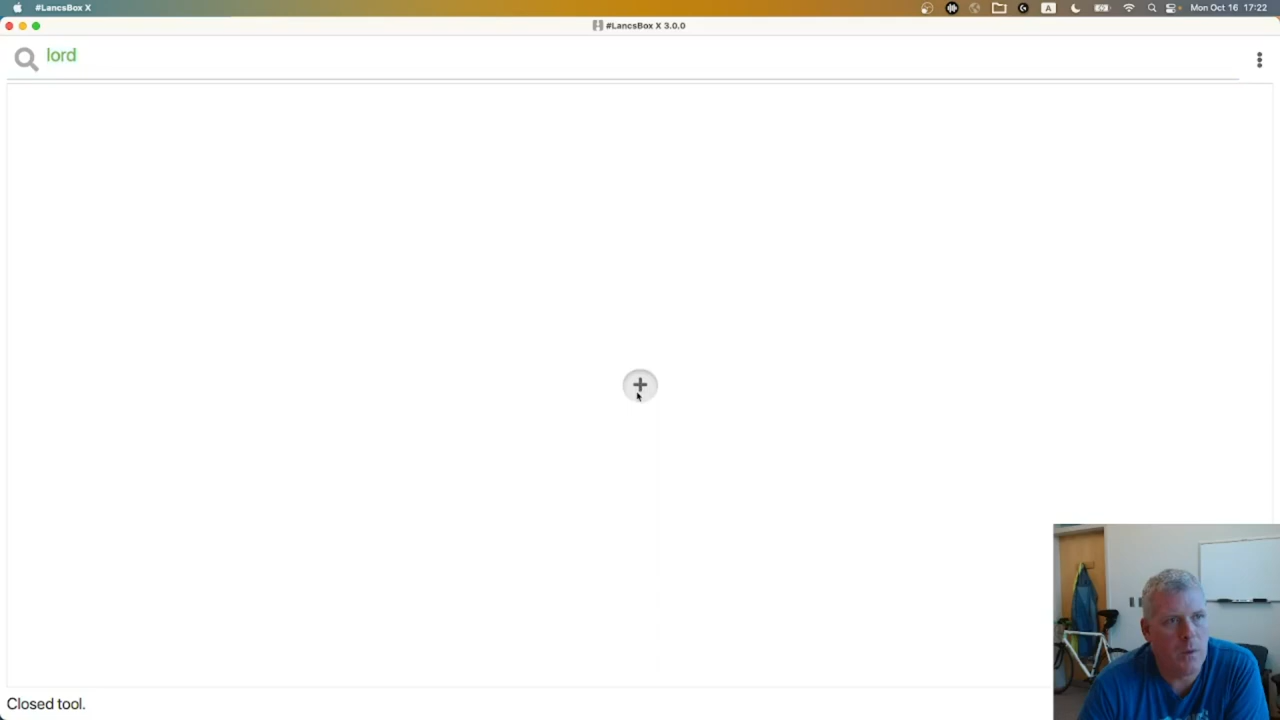 #LancsBox X
A
Mon Oct 16 17:22
#LancsBox X 3.0.0
lord
Closed tool.